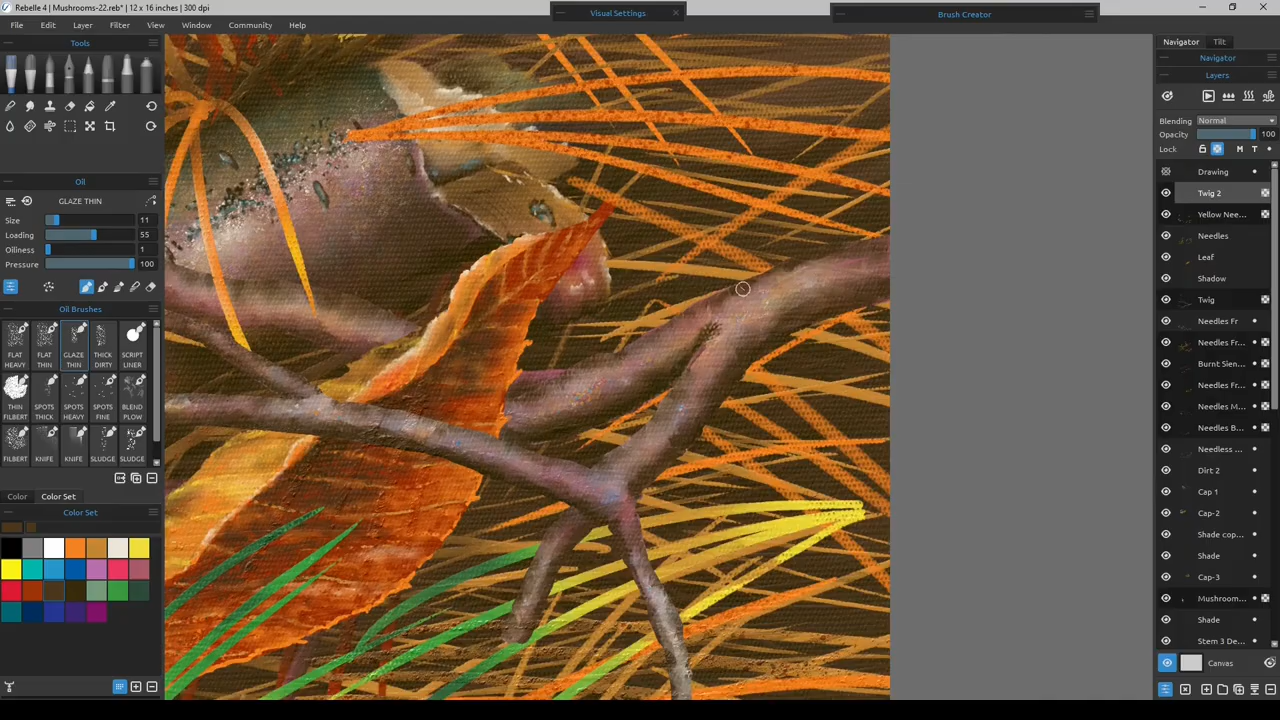 Rebelle 4 | Mushrooms-22.reb* | 12 x 16 inches | 300 dpi
Visual Settings
Brush Creator
File Edit Layer Filter View Window Community Help
Tools
Oil
GLAZE THIN
Size 11
Loading 55
Oiliness 1
Pressure 100
Oil Brushes
FLAT HEAVY
FLAT THIN
GLAZE THIN
THICK DIRTY
SCRIPT LINER
THIN FILBERT
SPOTS THICK
SPOTS HEAVY
SPOTS FINE
BLEND PLOW
FILBERT
KNIFE
KNIFE
SLUDGE
SLUDGE
Color Color Set
Color Set
Navigator Tilt
Navigator
Layers
Blending Normal
Opacity 100
Lock M T
Drawing
Twig 2
Yellow Nee...
Needles
Leaf
Shadow
Twig
Needles Fr
Needles Fr...
Burnt Sien...
Needles Fr...
Needles M...
Needles B...
Needless ...
Dirt 2
Cap 1
Cap-2
Shade cop...
Shade
Cap-3
Mushroom...
Shade
Stem 3 De...
Canvas